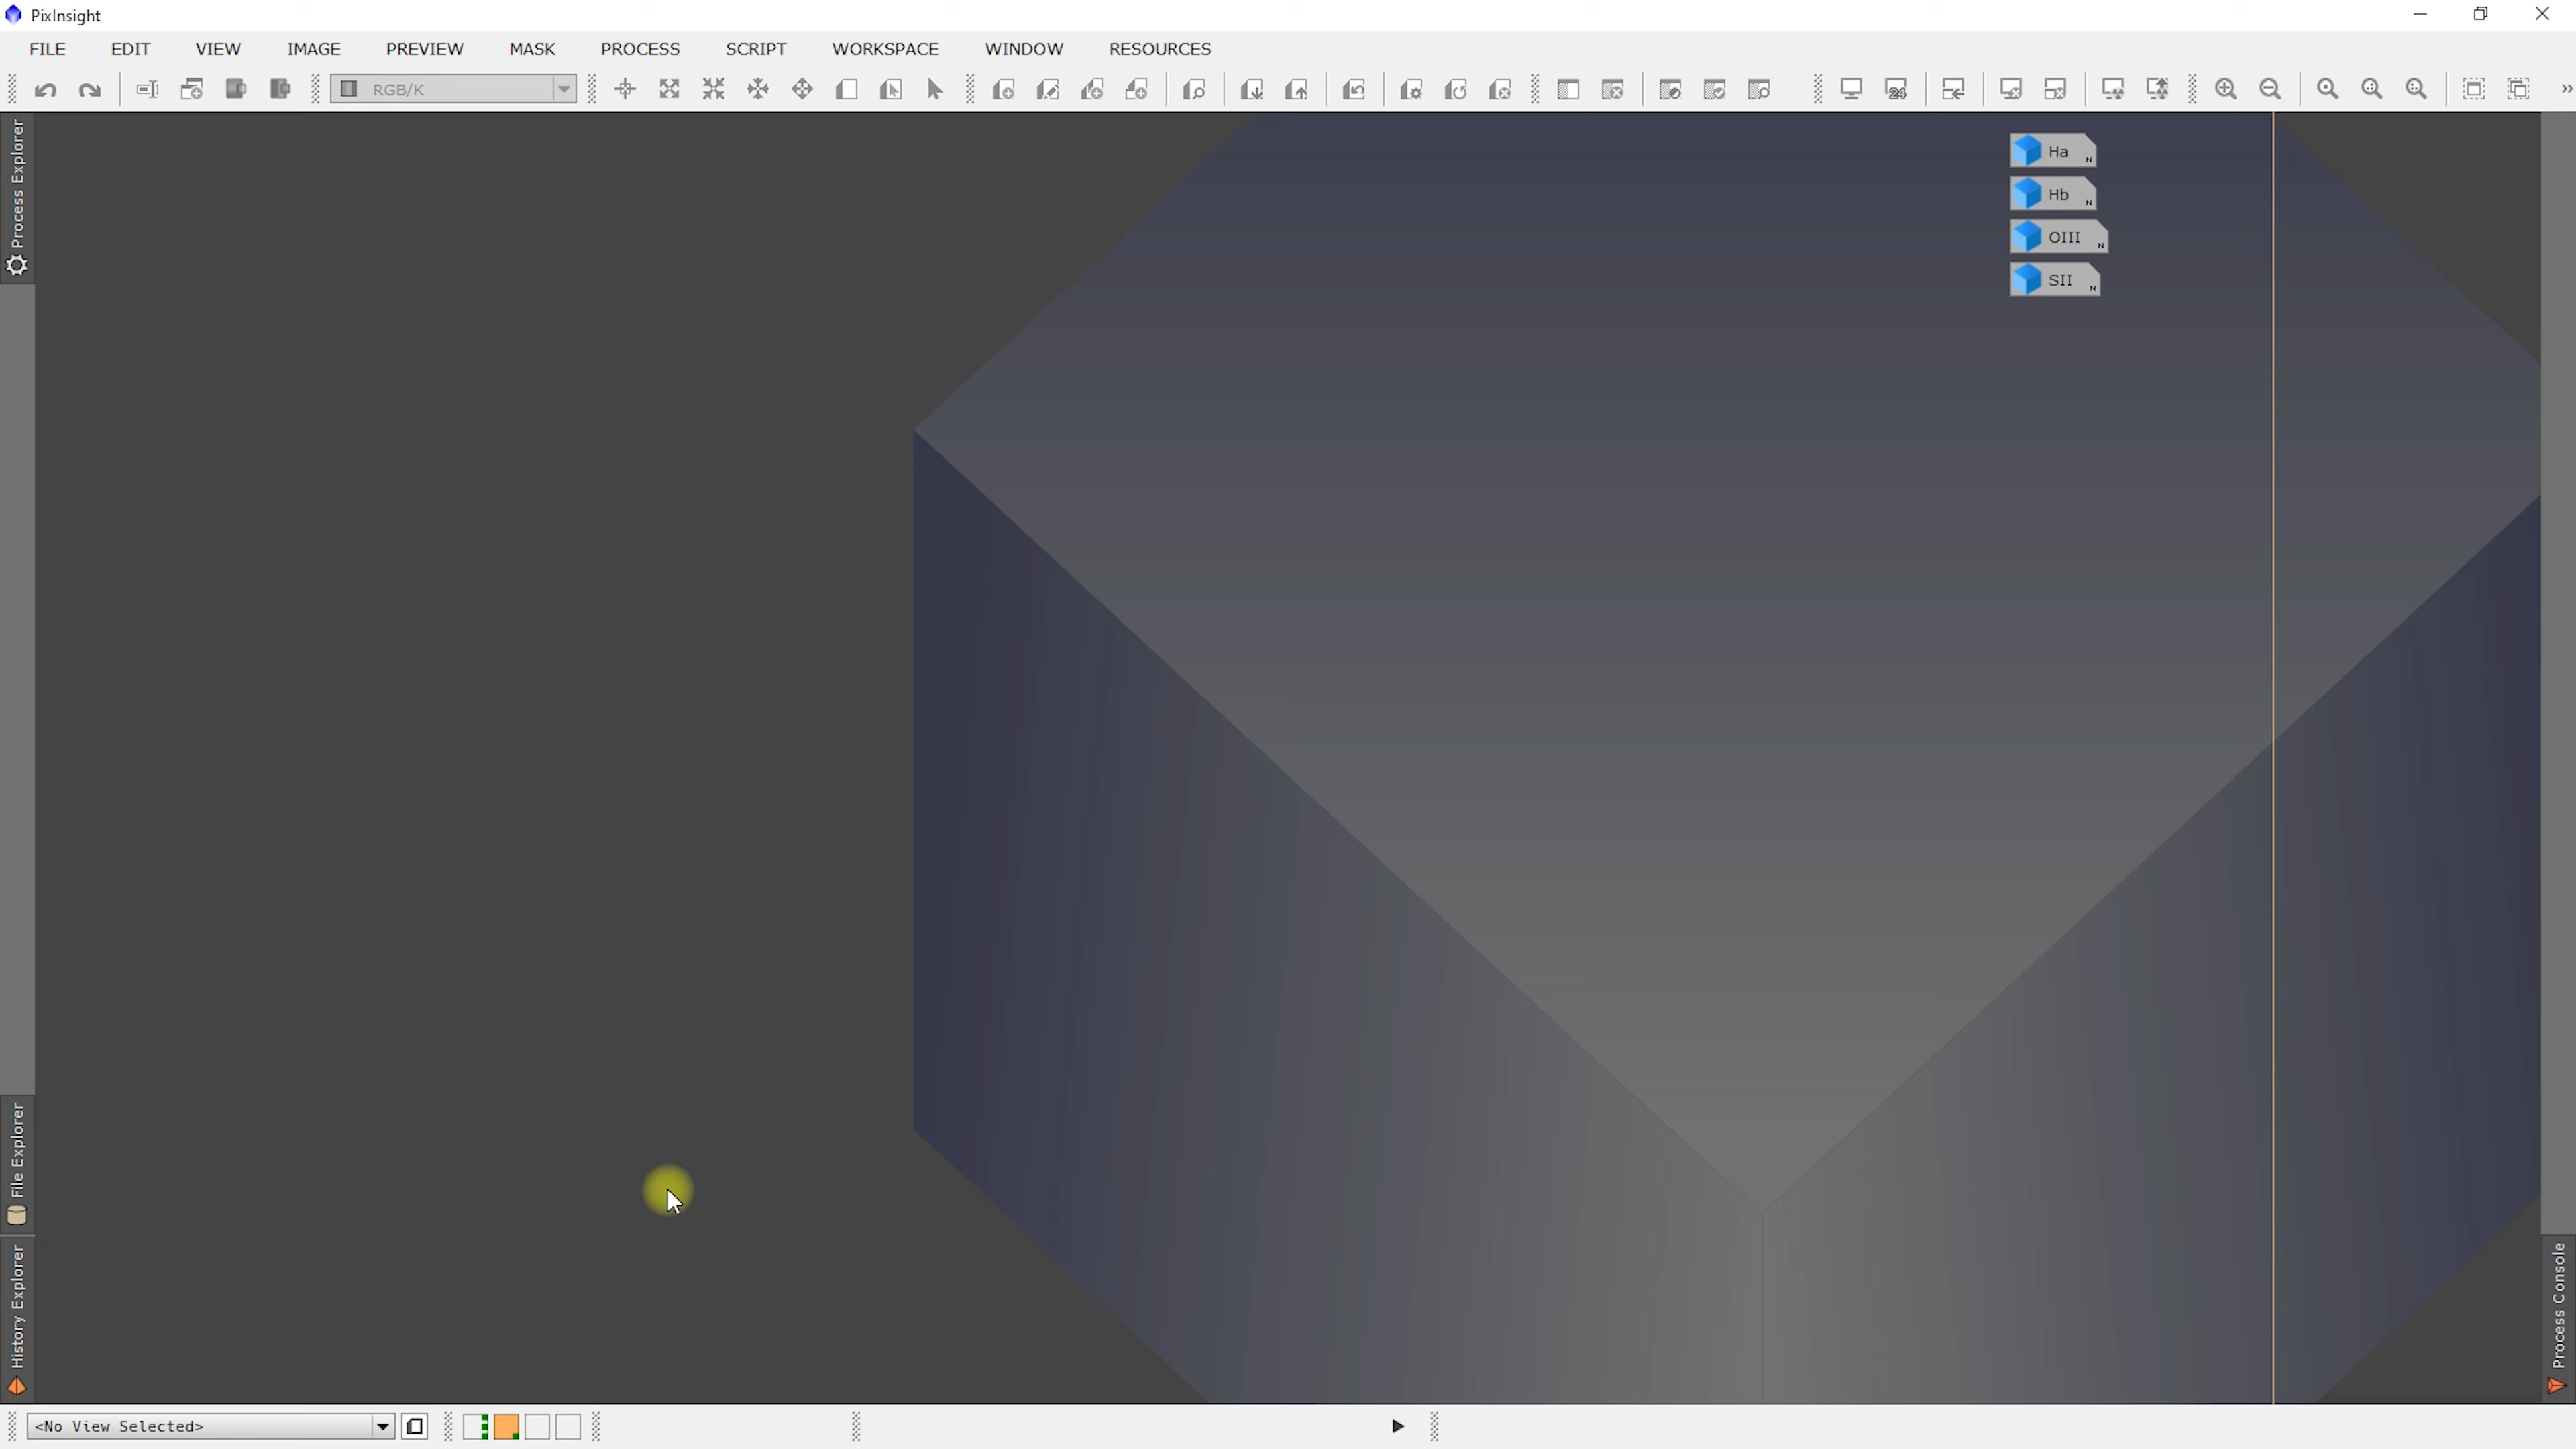 PixInsight
FILE EDIT VIEW IMAGE PREVIEW MASK PROCESS SCRIPT WORKSPACE WINDOW RESOURCES
RGB/K
24
Process Explorer
Ha N
Hb N
OIII N
SII N
File Explorer
History Explorer
Process Console
<No View Selected>